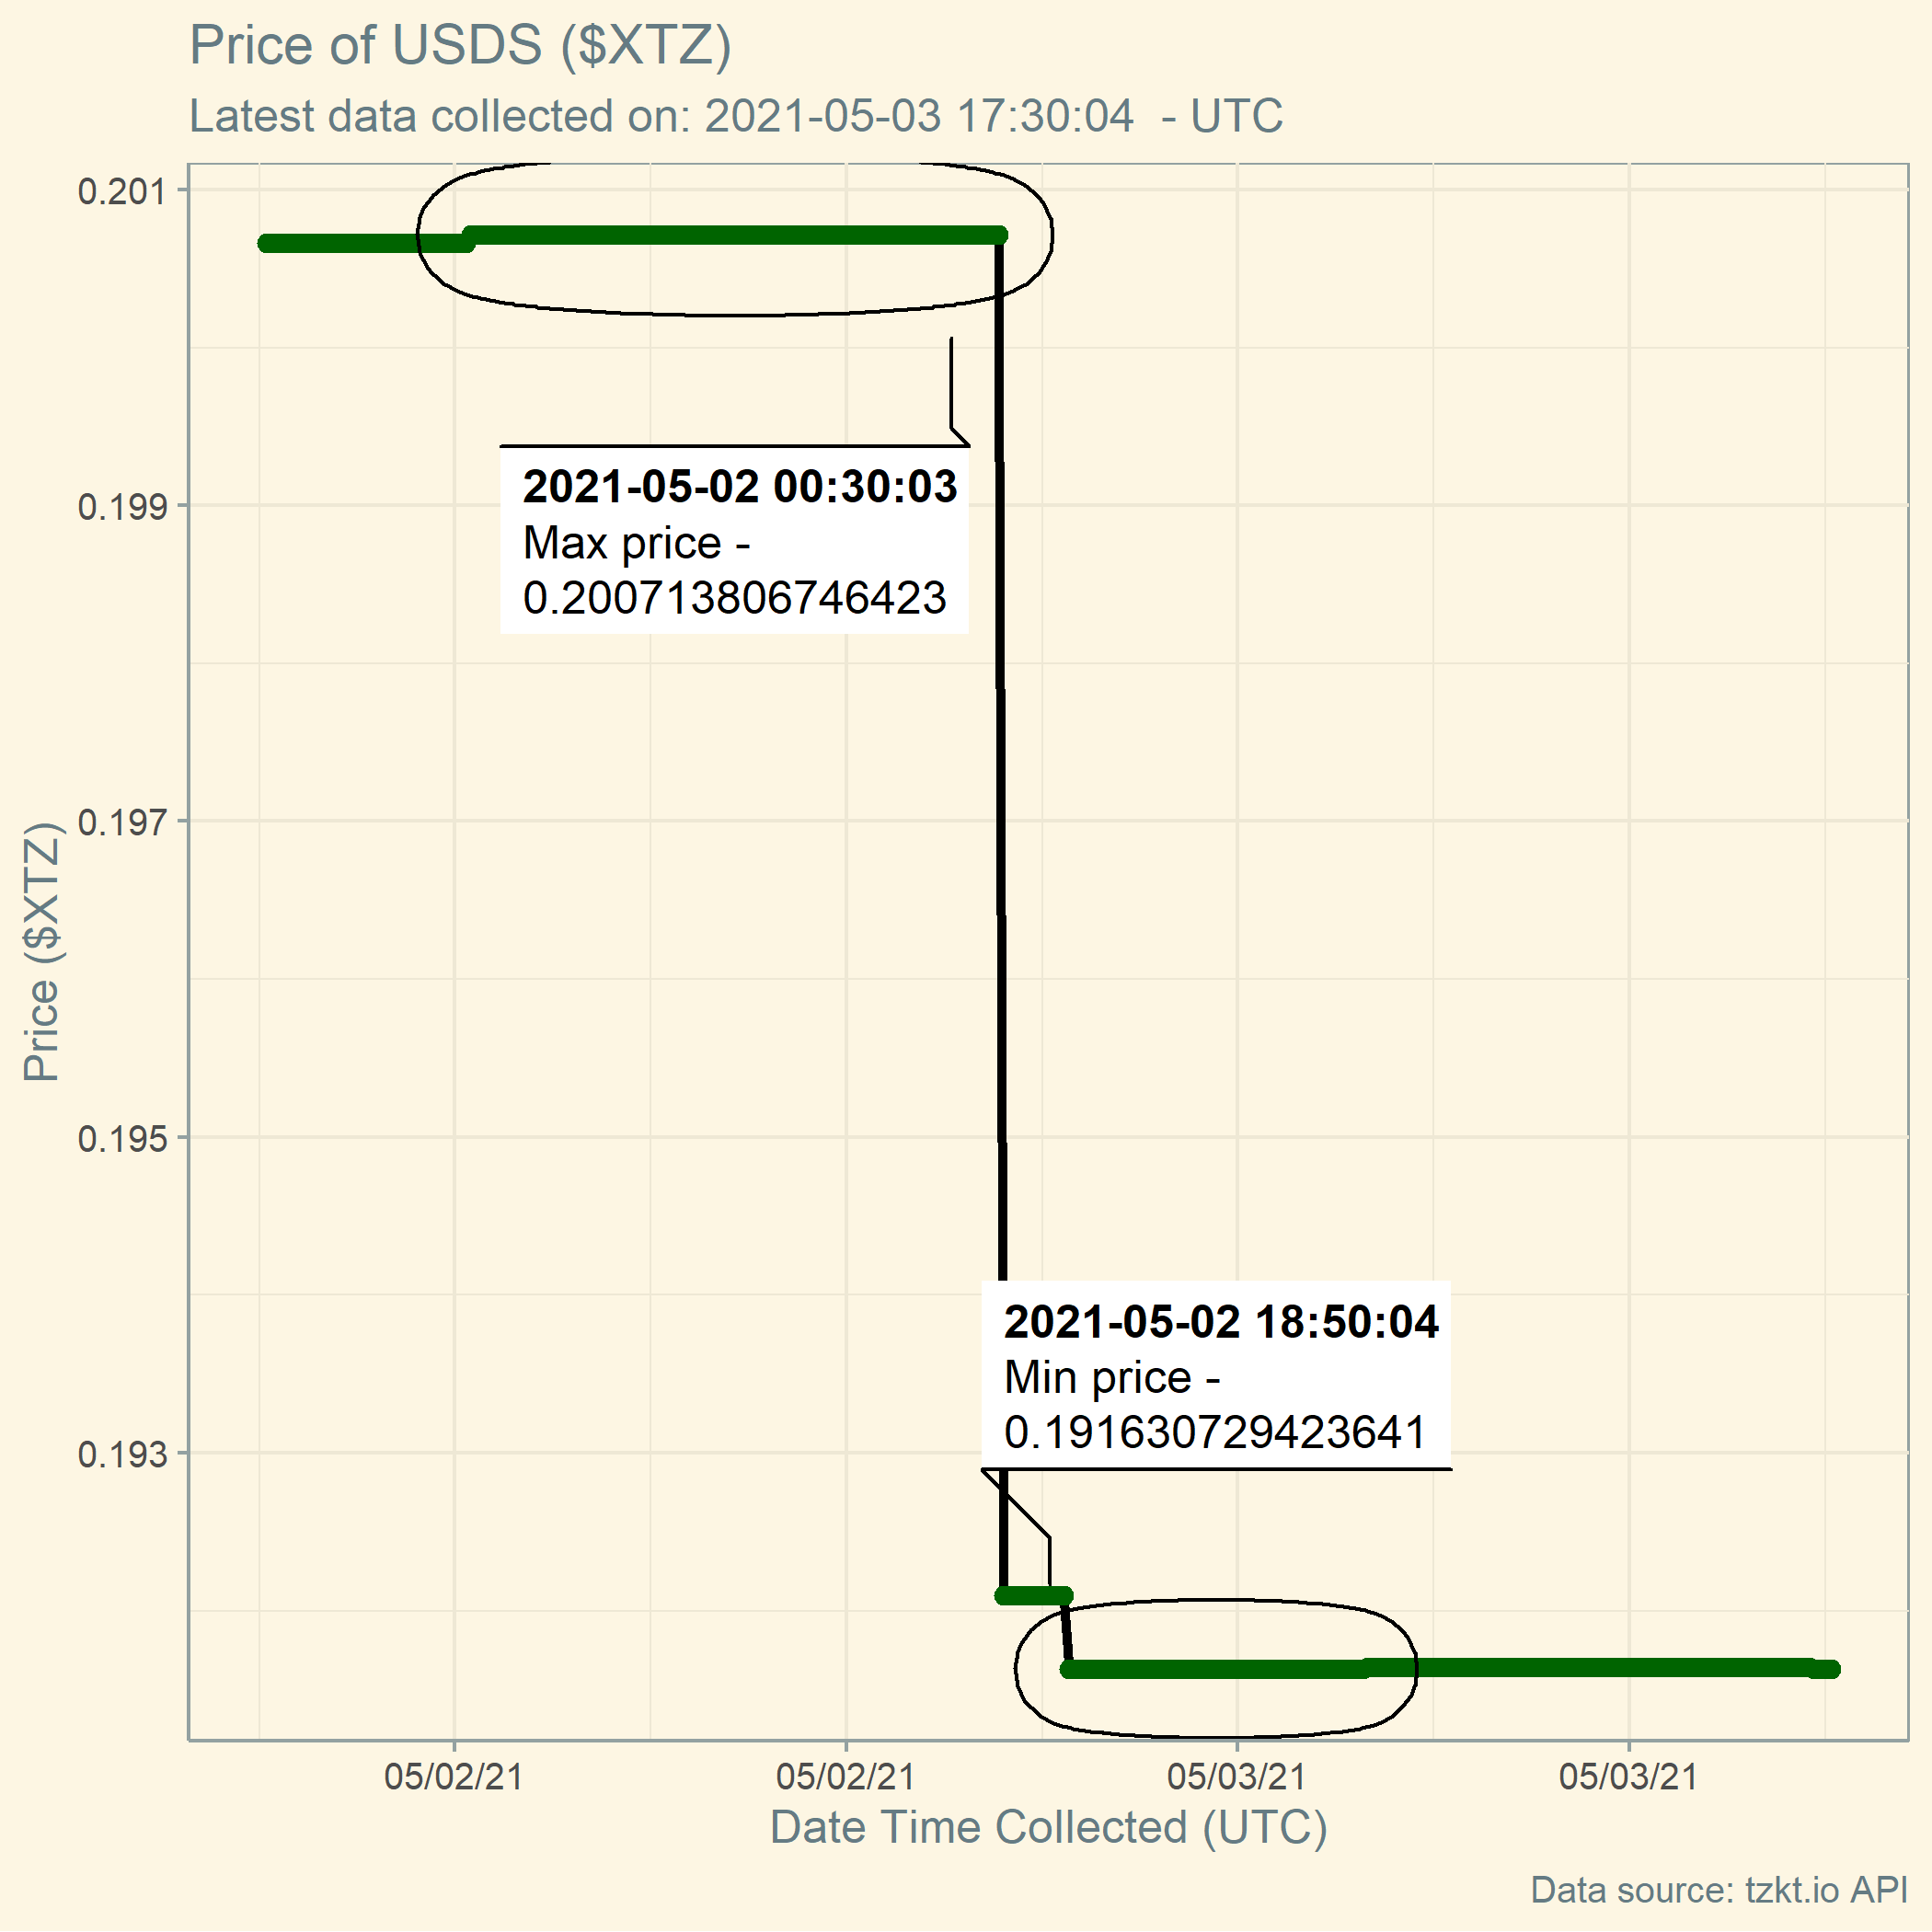 Price of USDS ($XTZ)
Latest data collected on: 2021-05-03 17:30:04  - UTC
0.201
0.199
0.197
0.195
0.193
Price ($XTZ)
2021-05-02 00:30:03
Max price -
0.200713806746423
2021-05-02 18:50:04
Min price -
0.191630729423641
05/02/21
05/02/21
05/03/21
05/03/21
Date Time Collected (UTC)
Data source: tzkt.io API